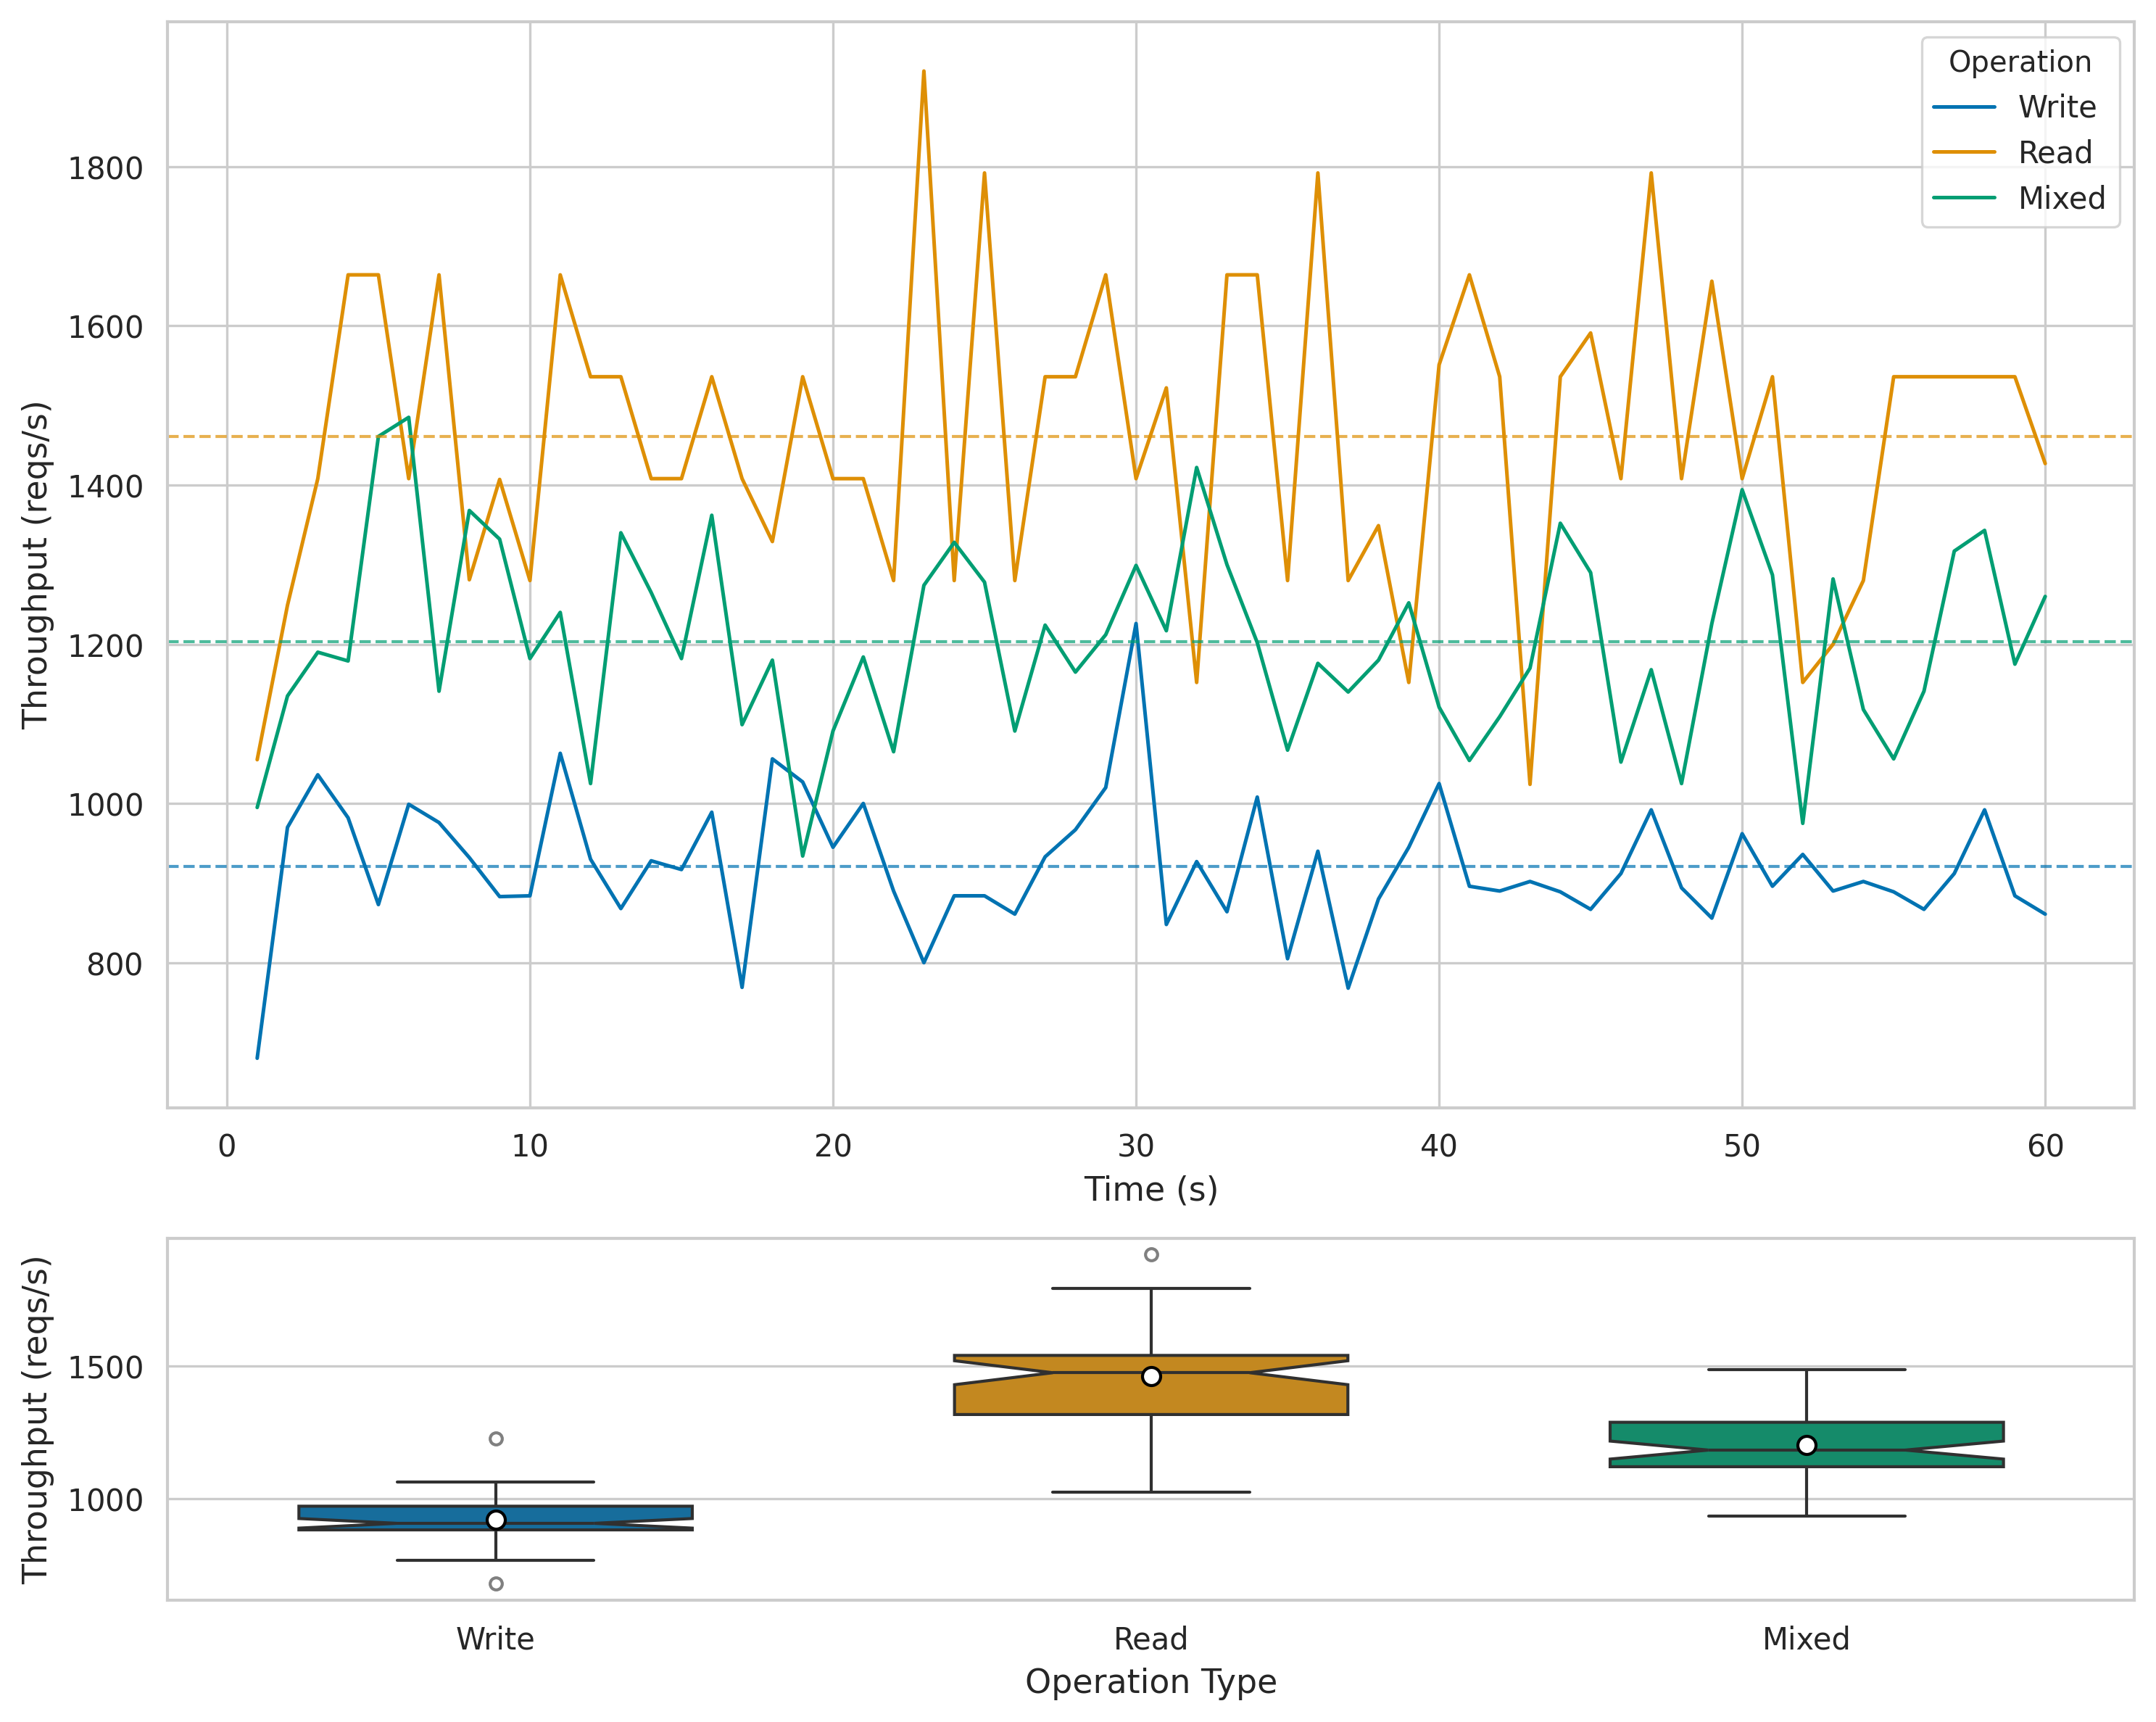 Operation
Write
Read
Mixed
1800
1600
1400
1200
1000
800
Throughput (reqs/s)
0 10 20 30 40 50 60
Time (s)
1500
1000
Throughput (reqs/s)
Write Read Mixed
Operation Type